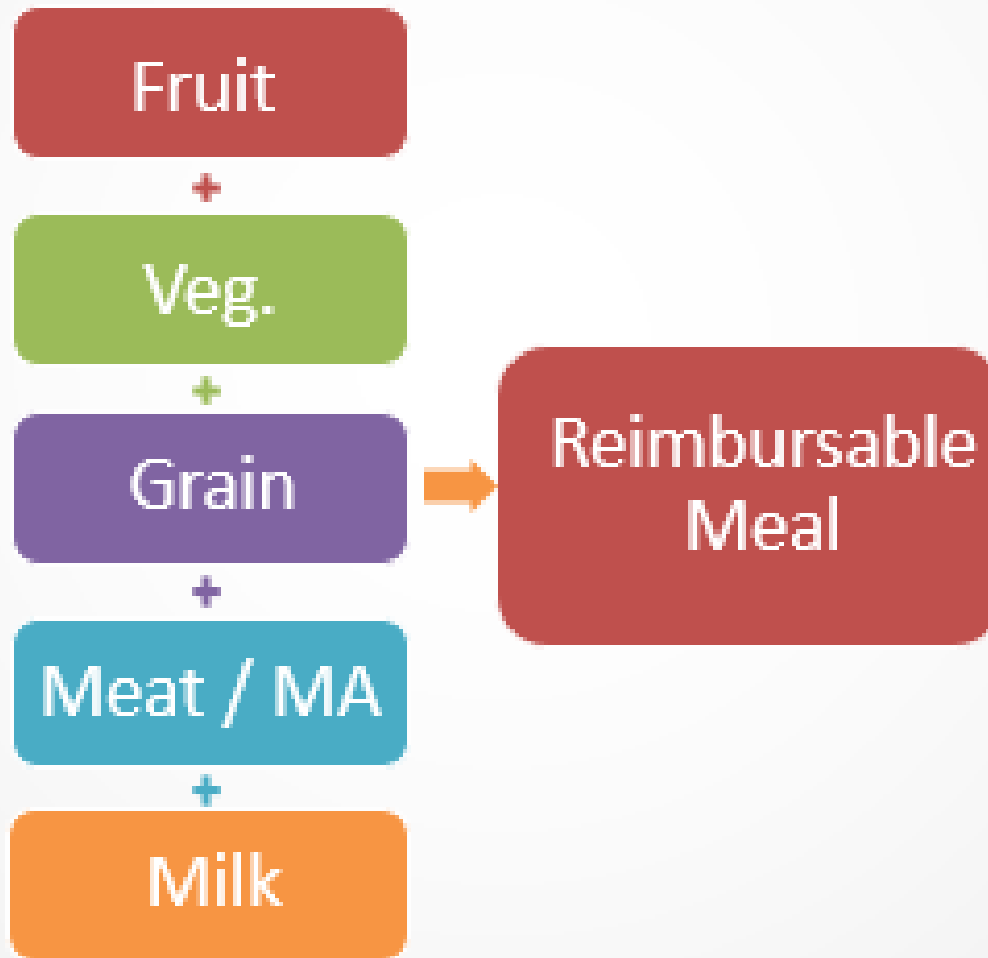 Fruit
+
Veg.
+
Grain
+
Meat / MA
+
Milk
Reimbursable
Meal